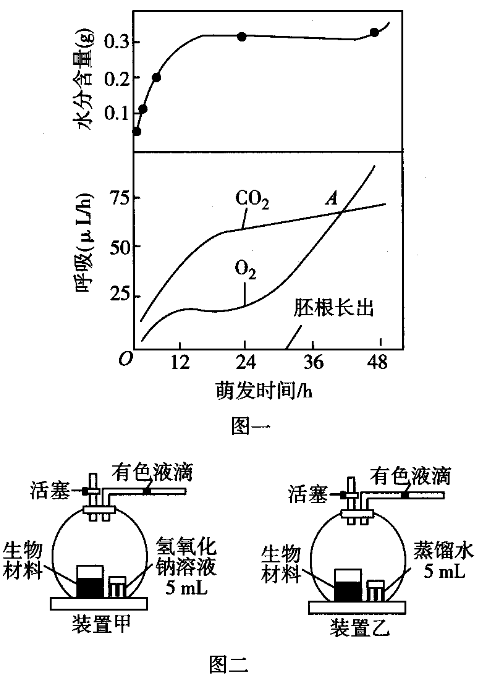 水分含量(g)
0.3
0.2
0.1
呼吸(μL/h)
75
50
25
O
CO₂
A
O₂
胚根长出
12
24
36
48
萌发时间/h
图一
活塞
有色液滴
生物
材料
氢氧化
钠溶液
5 mL
装置甲
活塞
有色液滴
生物
材料
蒸馏水
5 mL
装置乙
图二